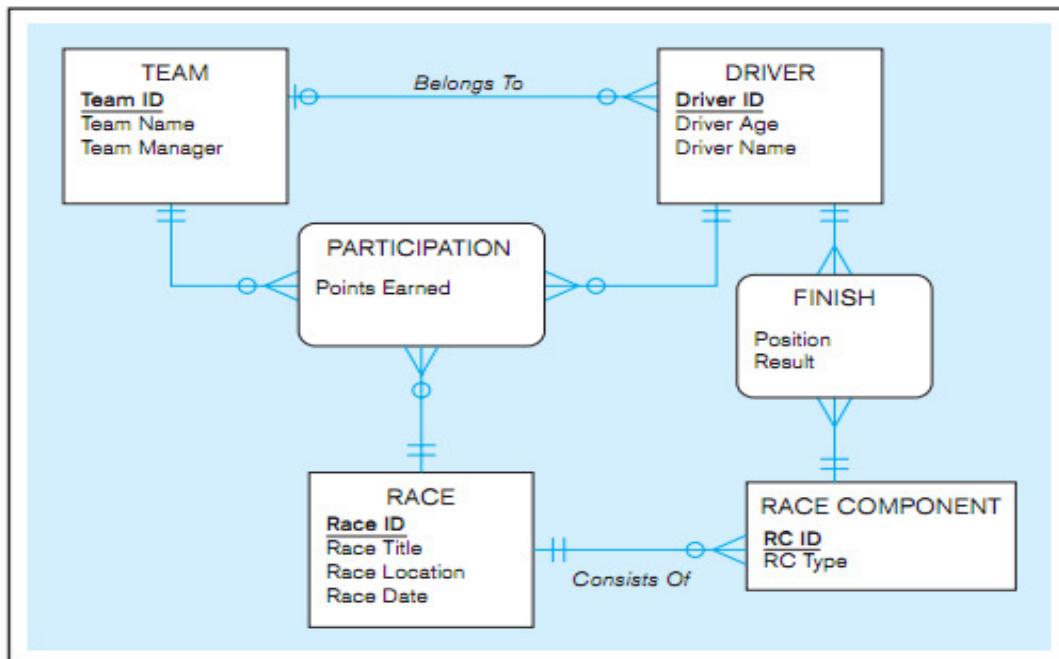 TEAM
Team ID
Team Name
Team Manager
Belongs To
DRIVER
Driver ID
Driver Age
Driver Name
PARTICIPATION
Points Earned
FINISH
Position
Result
RACE
Race ID
Race Title
Race Location
Race Date
Consists Of
RACE COMPONENT
RC ID
RC Type